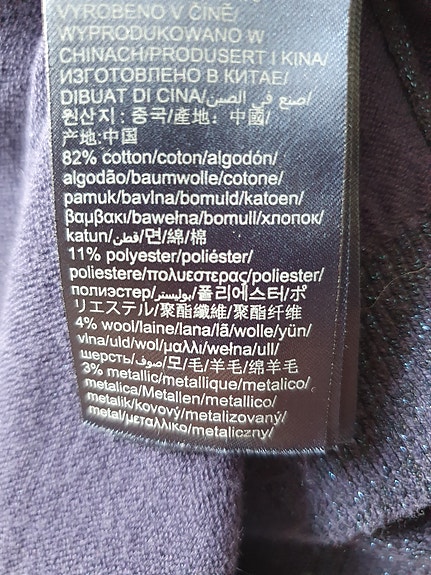 VYROBENO V ČÍNĚ/
WYPRODUKOWANO W
CHINACH/PRODUSERT I KINA/
ИЗГОТОВЛЕНО В КИТАЕ/
DIBUAT DI CINA/صنع في الصين/
원산지 : 중국/產地：中國/
产地:中国
82% cotton/coton/algodón/
algodão/baumwolle/cotone/
pamuk/bavlna/bomuld/katoen/
βαμβακι/bawełna/bomull/хлопок/
katun/قطن/면/綿/棉
11% polyester/poliéster/
poliestere/πολυεστερας/poliester/
полиэстер/بوليستر/폴리에스터/ポ
リエステル/聚酯纖維/聚酯纤维
4% wool/laine/lana/lã/wolle/yün/
vlna/uld/wol/μαλλι/wełna/ull/
шерсть/صوف/모/毛/羊毛/绵羊毛
3% metallic/metallique/metalico/
metalica/Metallen/metallico/
metalik/kovový/metalizovaný/
metal/μεταλλικο/metaliczny/